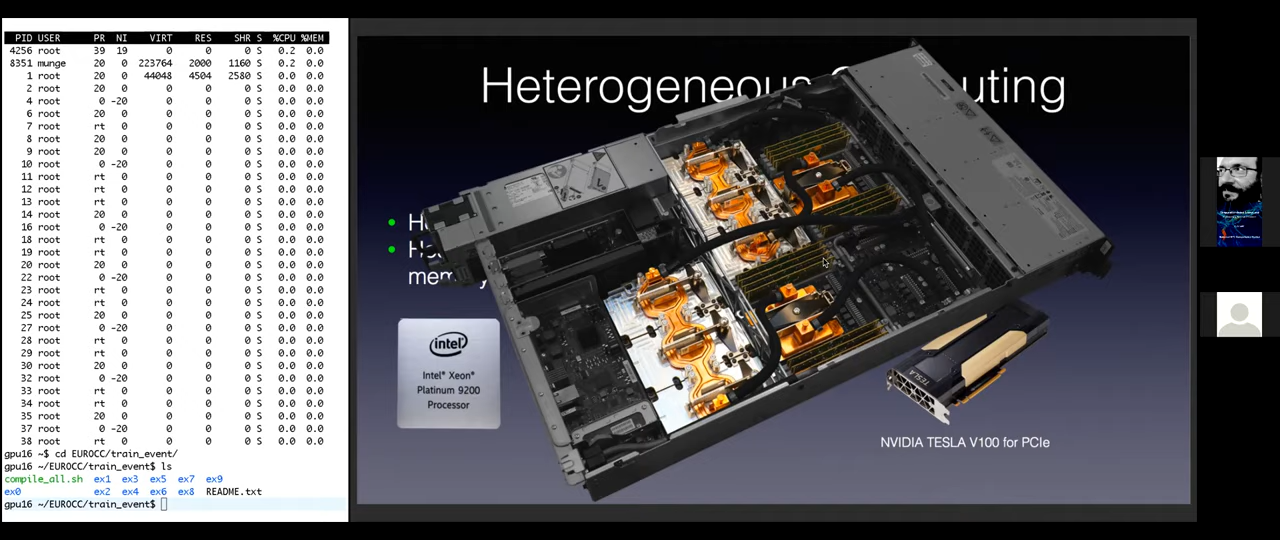 PID USER PR NI VIRT RES SHR S %CPU %MEM
4256 root 39 19 0 0 0 S 0.2 0.0
8351 munge 20 0 223764 2000 1160 S 0.2 0.0
1 root 20 0 44048 4504 2580 S 0.0 0.0
2 root 20 0 0 0 0 S 0.0 0.0
4 root 0 -20 0 0 0 S 0.0 0.0
6 root 20 0 0 0 0 S 0.0 0.0
7 root rt 0 0 0 0 S 0.0 0.0
8 root 20 0 0 0 0 S 0.0 0.0
9 root 20 0 0 0 0 S 0.0 0.0
10 root 0 -20 0 0 0 S 0.0 0.0
11 root rt 0 0 0 0 S 0.0 0.0
12 root rt 0 0 0 0 S 0.0 0.0
13 root rt 0 0 0 0 S 0.0 0.0
14 root 20 0 0 0 0 S 0.0 0.0
16 root 0 -20 0 0 0 S 0.0 0.0
18 root rt 0 0 0 0 S 0.0 0.0
19 root rt 0 0 0 0 S 0.0 0.0
20 root 20 0 0 0 0 S 0.0 0.0
22 root 0 -20 0 0 0 S 0.0 0.0
23 root rt 0 0 0 0 S 0.0 0.0
24 root rt 0 0 0 0 S 0.0 0.0
25 root 20 0 0 0 0 S 0.0 0.0
27 root 0 -20 0 0 0 S 0.0 0.0
28 root rt 0 0 0 0 S 0.0 0.0
29 root rt 0 0 0 0 S 0.0 0.0
30 root 20 0 0 0 0 S 0.0 0.0
32 root 0 -20 0 0 0 S 0.0 0.0
33 root rt 0 0 0 0 S 0.0 0.0
34 root rt 0 0 0 0 S 0.0 0.0
35 root 20 0 0 0 0 S 0.0 0.0
37 root 0 -20 0 0 0 S 0.0 0.0
38 root rt 0 0 0 0 S 0.0 0.0
gpu16 ~$ cd EUROCC/train_event/
gpu16 ~/EUROCC/train_event$ ls
compile_all.sh ex1 ex3 ex5 ex7 ex9
ex0 ex2 ex4 ex6 ex8 README.txt
gpu16 ~/EUROCC/train_event$
Heterogeneous
intel
Intel® Xeon®
Platinum 9200
Processor
TESLA
NVIDIA TESLA V100 for PCIe